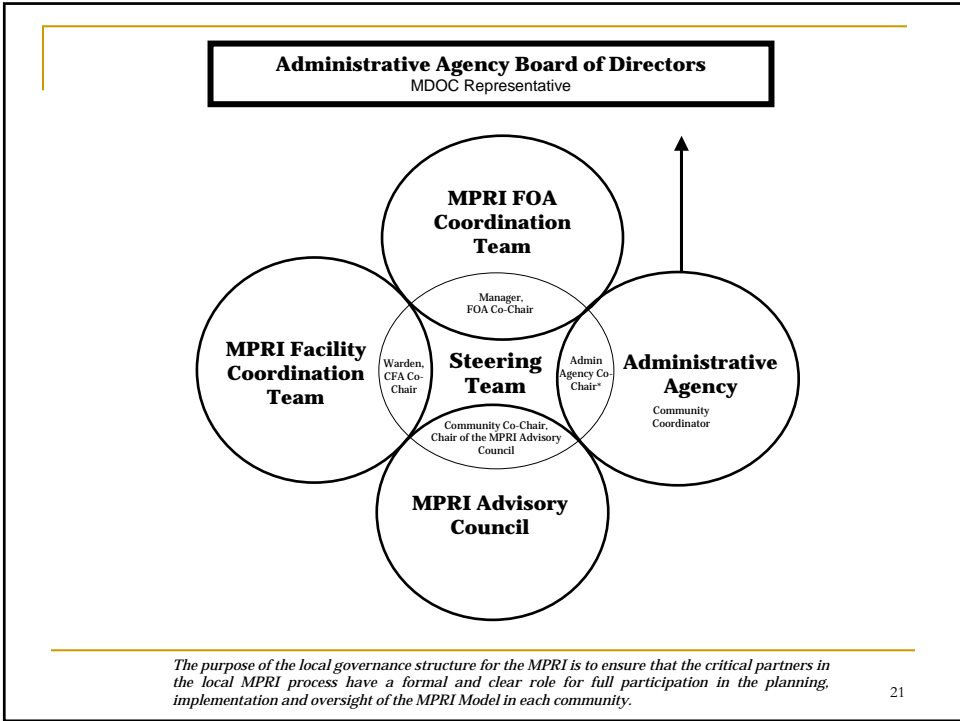 Administrative Agency Board of Directors
MDOC Representative
MPRI FOA
Coordination
Team
Manager,
FOA Co-Chair
MPRI Facility
Coordination
Team
Warden,
CFA Co-
Chair
Steering
Team
Admin
Agency Co-
Chair*
Administrative
Agency
Community
Coordinator
Community Co-Chair,
Chair of the MPRI Advisory
Council
MPRI Advisory
Council
The purpose of the local governance structure for the MPRI is to ensure that the critical partners in
the local MPRI process have a formal and clear role for full participation in the planning,
implementation and oversight of the MPRI Model in each community.
21